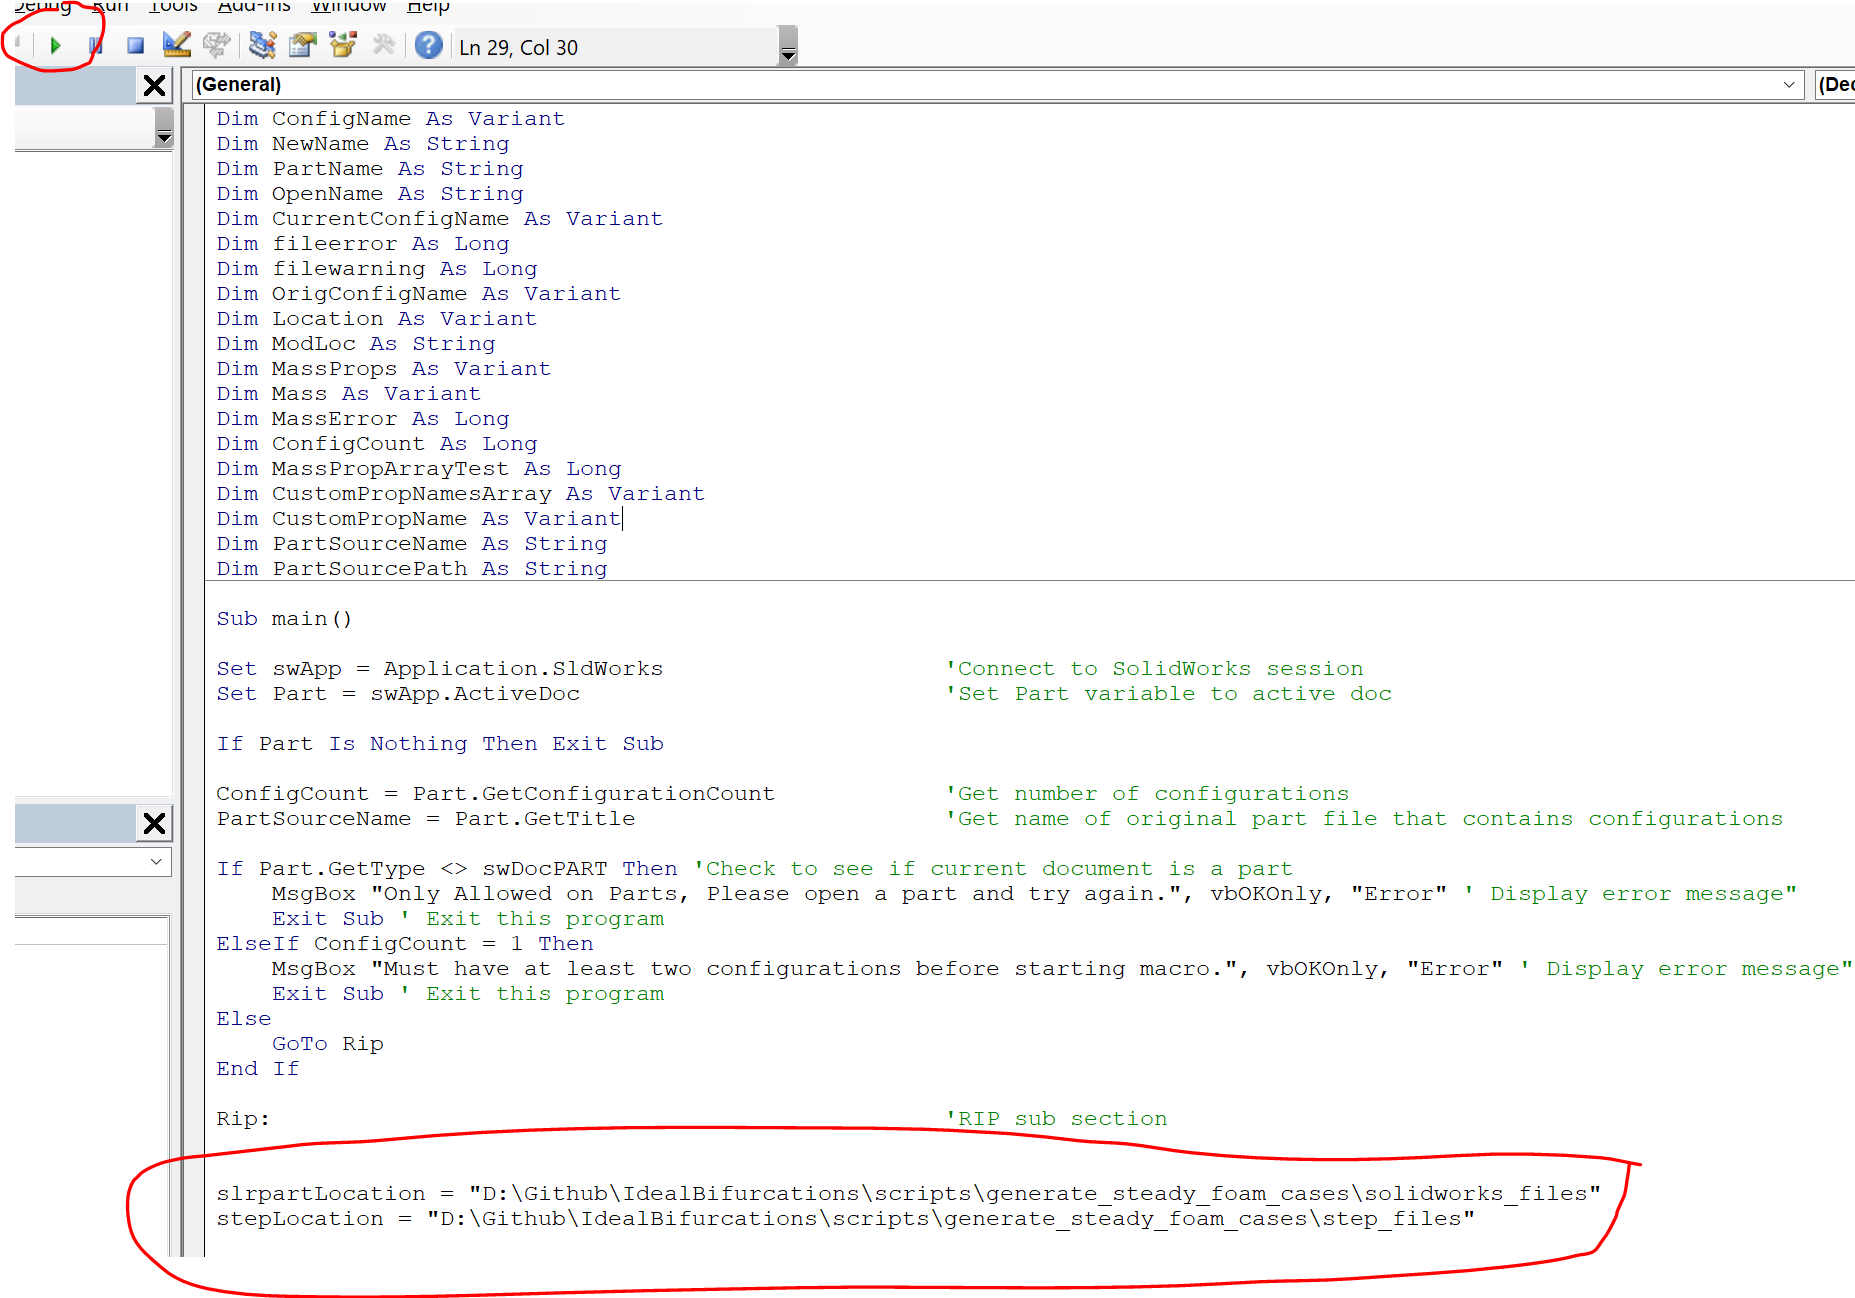 Debug Run Tools Add-Ins Window Help
Ln 29, Col 30
(General)
Dim ConfigName As Variant
Dim NewName As String
Dim PartName As String
Dim OpenName As String
Dim CurrentConfigName As Variant
Dim fileerror As Long
Dim filewarning As Long
Dim OrigConfigName As Variant
Dim Location As Variant
Dim ModLoc As String
Dim MassProps As Variant
Dim Mass As Variant
Dim MassError As Long
Dim ConfigCount As Long
Dim MassPropArrayTest As Long
Dim CustomPropNamesArray As Variant
Dim CustomPropName As Variant
Dim PartSourceName As String
Dim PartSourcePath As String
Sub main()
Set swApp = Application.SldWorks 'Connect to SolidWorks session
Set Part = swApp.ActiveDoc 'Set Part variable to active doc
If Part Is Nothing Then Exit Sub
ConfigCount = Part.GetConfigurationCount 'Get number of configurations
PartSourceName = Part.GetTitle 'Get name of original part file that contains configurations
If Part.GetType <> swDocPART Then 'Check to see if current document is a part
MsgBox "Only Allowed on Parts, Please open a part and try again.", vbOKOnly, "Error" ' Display error message"
Exit Sub ' Exit this program
ElseIf ConfigCount = 1 Then
MsgBox "Must have at least two configurations before starting macro.", vbOKOnly, "Error" ' Display error message"
Exit Sub ' Exit this program
Else
GoTo Rip
End If
Rip: 'RIP sub section
slrpartLocation = "D:\Github\IdealBifurcations\scripts\generate_steady_foam_cases\solidworks_files"
stepLocation = "D:\Github\IdealBifurcations\scripts\generate_steady_foam_cases\step_files"